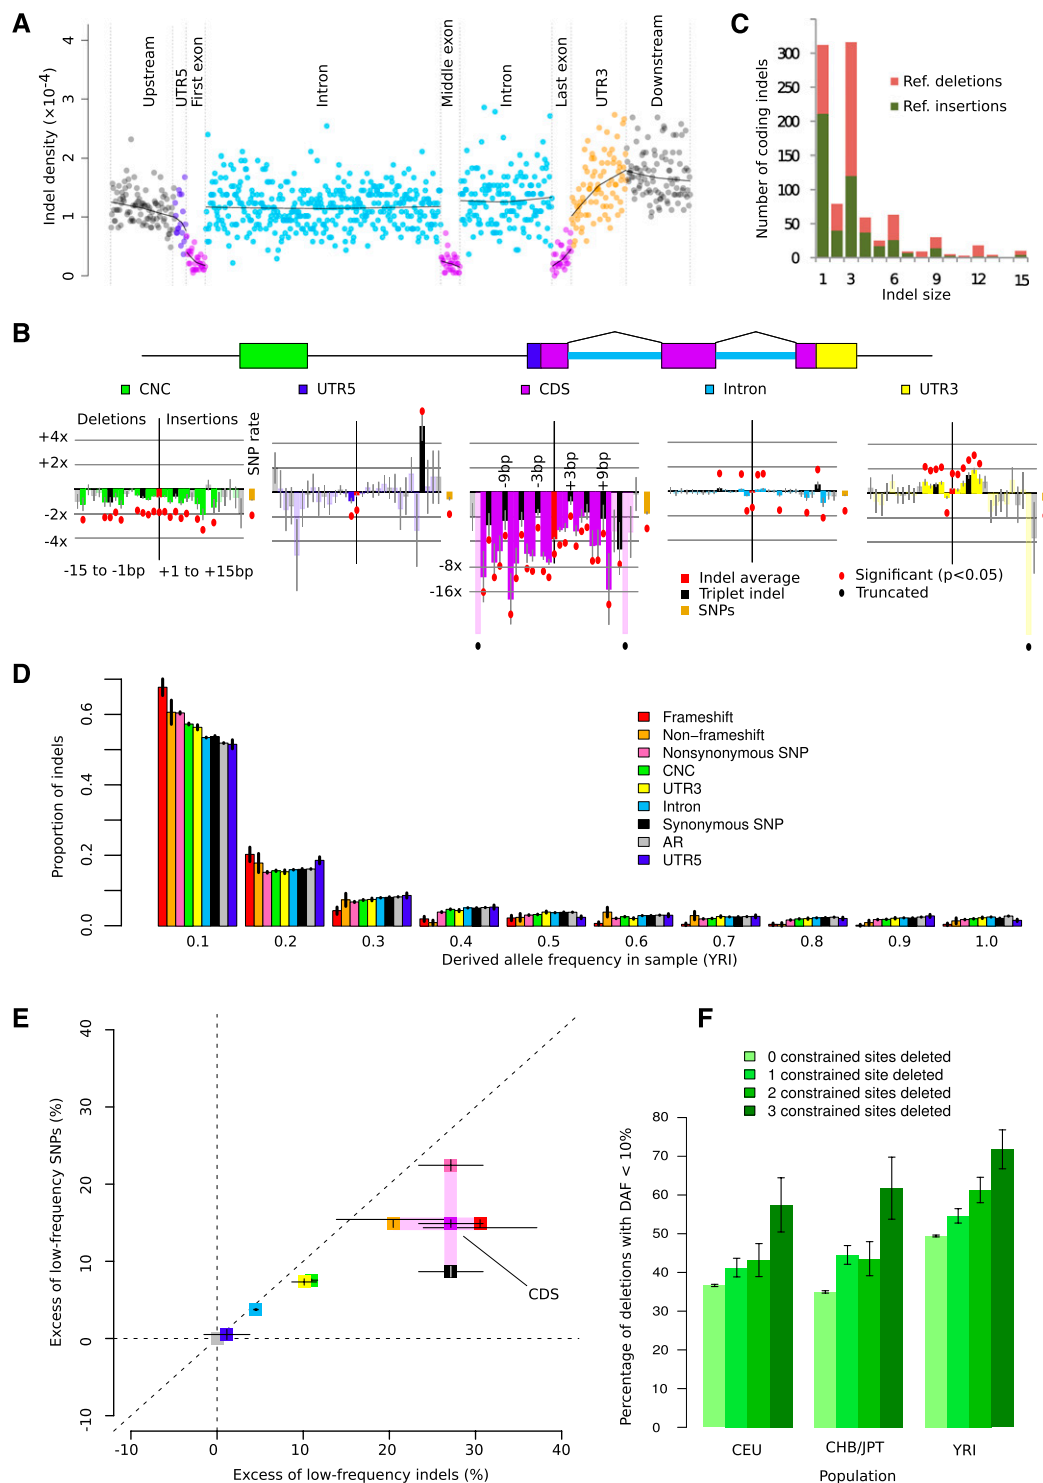 A
Indel density (×10⁻⁴)
4
3
2
1
0
Upstream
UTR5
First exon
Intron
Middle exon
Intron
Last exon
UTR3
Downstream
C
Number of coding indels
300
250
200
150
100
50
0
Ref. deletions
Ref. insertions
1 3 6 9 12 15
Indel size
B
CNC
UTR5
CDS
Intron
UTR3
Deletions Insertions
SNP rate
+4x
+2x
-2x
-4x
-15 to -1bp +1 to +15bp
-9bp
-3bp
+3bp
+9bp
-8x
-16x
Indel average
Triplet indel
SNPs
Significant (p<0.05)
Truncated
D
Proportion of indels
0.6
0.4
0.2
0.0
Frameshift
Non−frameshift
Nonsynonymous SNP
CNC
UTR3
Intron
Synonymous SNP
AR
UTR5
0.1 0.2 0.3 0.4 0.5 0.6 0.7 0.8 0.9 1.0
Derived allele frequency in sample (YRI)
E
Excess of low-frequency SNPs (%)
40
30
20
10
0
-10
CDS
-10 0 10 20 30 40
Excess of low-frequency indels (%)
F
0 constrained sites deleted
1 constrained site deleted
2 constrained sites deleted
3 constrained sites deleted
Percentage of deletions with DAF < 10%
80
70
60
50
40
30
20
10
0
CEU CHB/JPT YRI
Population